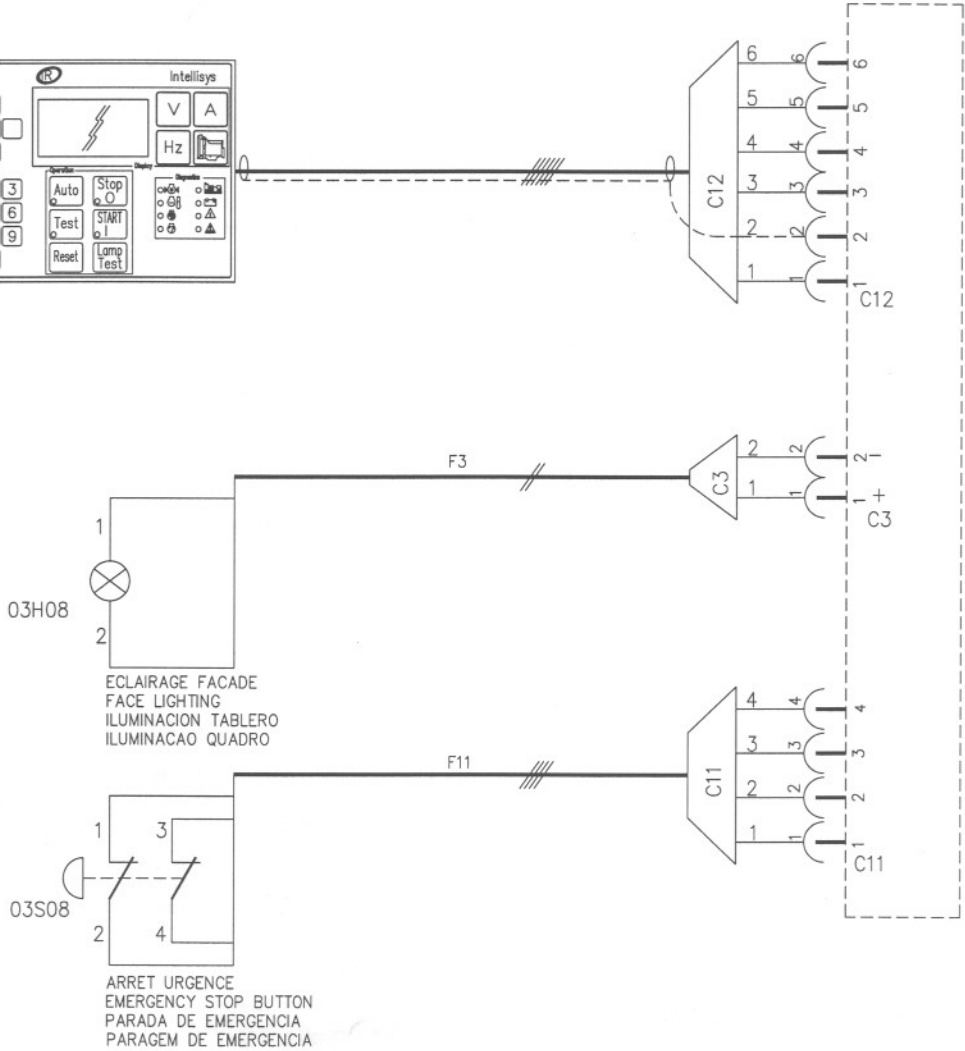 IR Intellisys
V A
Hz
Operation Display Diagnostics
Auto Stop O
Test START I
Reset Lamp Test
3
6
9
C12
6 6 6
5 5 5
4 4 4
3 3 3
2 2 2
1 1 1
C12
F3
C3
2 2 2 -
1 1 1 +
C3
1
03H08
2
ECLAIRAGE FACADE
FACE LIGHTING
ILUMINACION TABLERO
ILUMINACAO QUADRO
F11
C11
4 4 4
3 3 3
2 2 2
1 1 1
C11
1 3
03S08
2 4
ARRET URGENCE
EMERGENCY STOP BUTTON
PARADA DE EMERGENCIA
PARAGEM DE EMERGENCIA